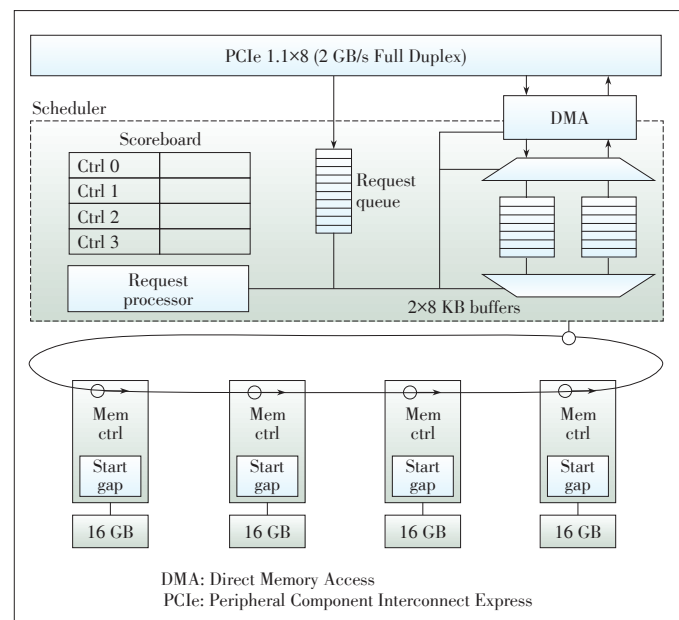 PCIe 1.1×8 (2 GB/s Full Duplex)
Scheduler
DMA
Scoreboard
Ctrl 0
Ctrl 1
Ctrl 2
Ctrl 3
Request
queue
Request
processor
2×8 KB buffers
Mem
ctrl
Start
gap
16 GB
Mem
ctrl
Start
gap
16 GB
Mem
ctrl
Start
gap
16 GB
Mem
ctrl
Start
gap
16 GB
DMA: Direct Memory Access
PCIe: Peripheral Component Interconnect Express